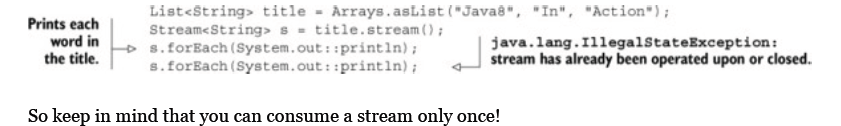 List<String> title = Arrays.asList("Java8", "In", "Action");
Stream<String> s = title.stream();
s.forEach(System.out::println);
s.forEach(System.out::println);
Prints each
word in
the title.
java.lang.IllegalStateException:
stream has already been operated upon or closed.
So keep in mind that you can consume a stream only once!